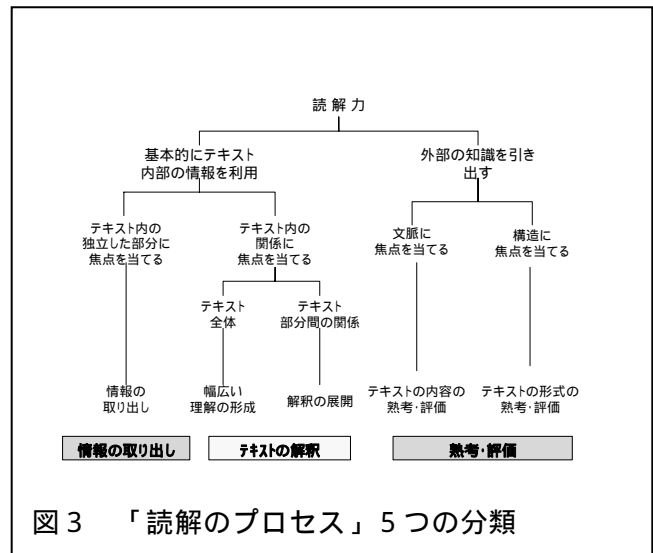 読解力
基本的にテキスト
内部の情報を利用
外部の知識を引き
出す
テキスト内の
独立した部分に
焦点を当てる
テキスト内の
関係に
焦点を当てる
文脈に
焦点を当てる
構造に
焦点を当てる
テキスト
全体
テキスト
部分間の関係
情報の
取り出し
幅広い
理解の形成
解釈の展開
テキストの内容の
熟考・評価
テキストの形式の
熟考・評価
情報の取り出し
テキストの解釈
熟考・評価
図3 「読解のプロセス」5つの分類